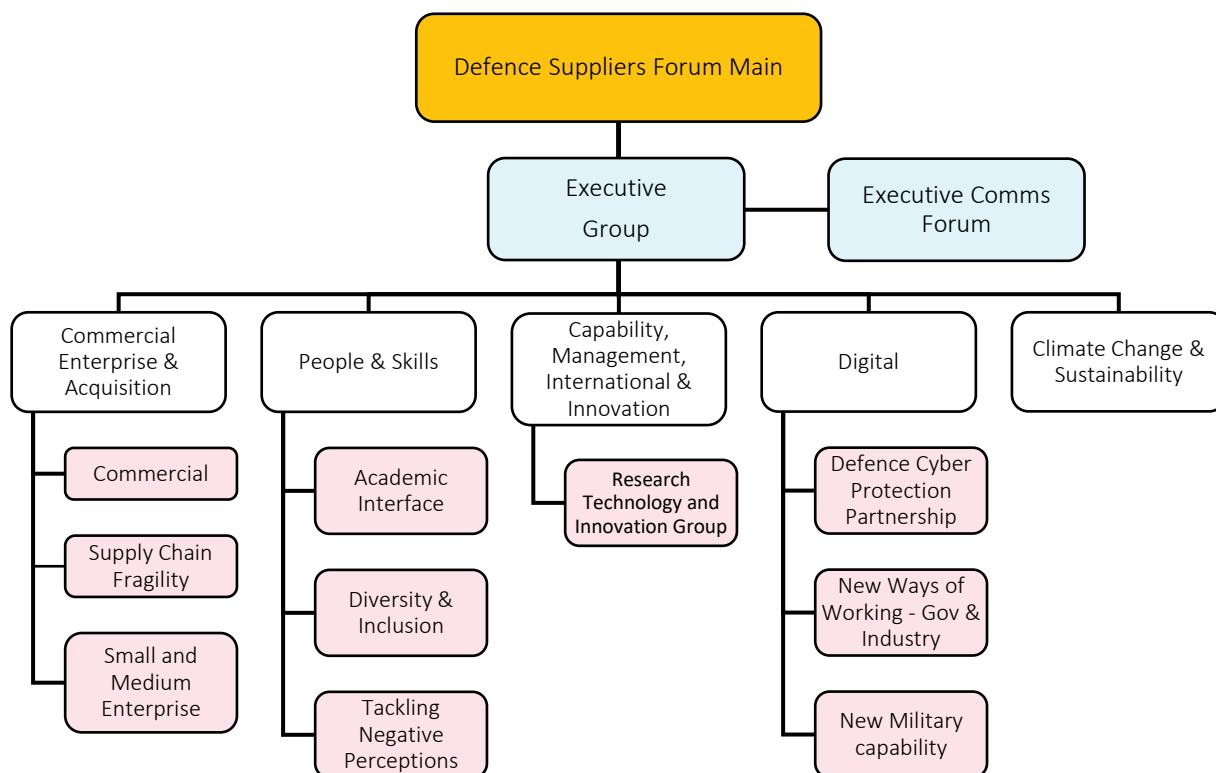 Defence Suppliers Forum Main
Executive
Group
Executive Comms
Forum
Commercial
Enterprise &
Acquisition
People & Skills
Capability,
Management,
International &
Innovation
Digital
Climate Change &
Sustainability
Commercial
Supply Chain
Fragility
Small and
Medium
Enterprise
Academic
Interface
Diversity &
Inclusion
Tackling
Negative
Perceptions
Research
Technology and
Innovation Group
Defence Cyber
Protection
Partnership
New Ways of
Working - Gov &
Industry
New Military
capability